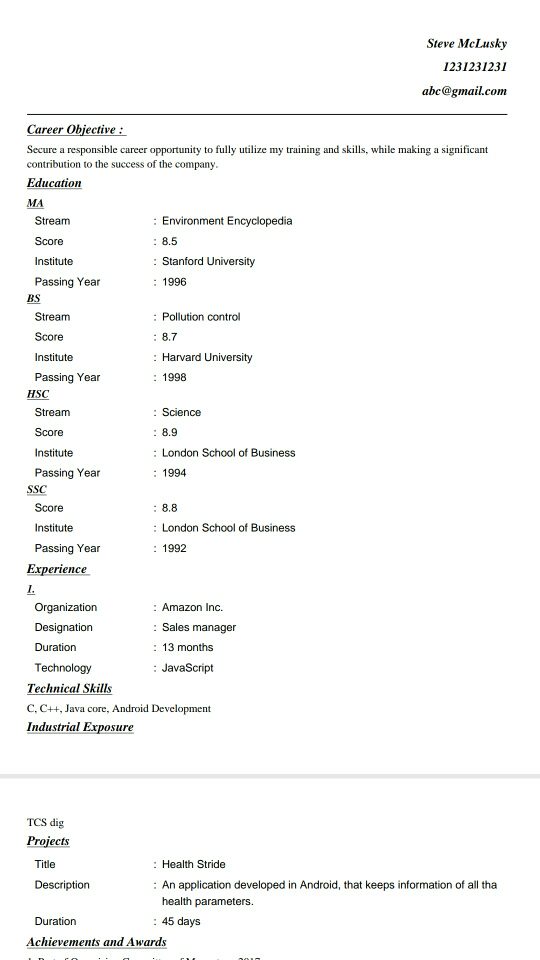 Steve McLusky
1231231231
abc@gmail.com
Career Objective :
Secure a responsible career opportunity to fully utilize my training and skills, while making a significant
contribution to the success of the company.
Education
MA
Stream : Environment Encyclopedia
Score : 8.5
Institute : Stanford University
Passing Year : 1996
BS
Stream : Pollution control
Score : 8.7
Institute : Harvard University
Passing Year : 1998
HSC
Stream : Science
Score : 8.9
Institute : London School of Business
Passing Year : 1994
SSC
Score : 8.8
Institute : London School of Business
Passing Year : 1992
Experience
1.
Organization : Amazon Inc.
Designation : Sales manager
Duration : 13 months
Technology : JavaScript
Technical Skills
C, C++, Java core, Android Development
Industrial Exposure
TCS dig
Projects
Title : Health Stride
Description : An application developed in Android, that keeps information of all tha
health parameters.
Duration : 45 days
Achievements and Awards